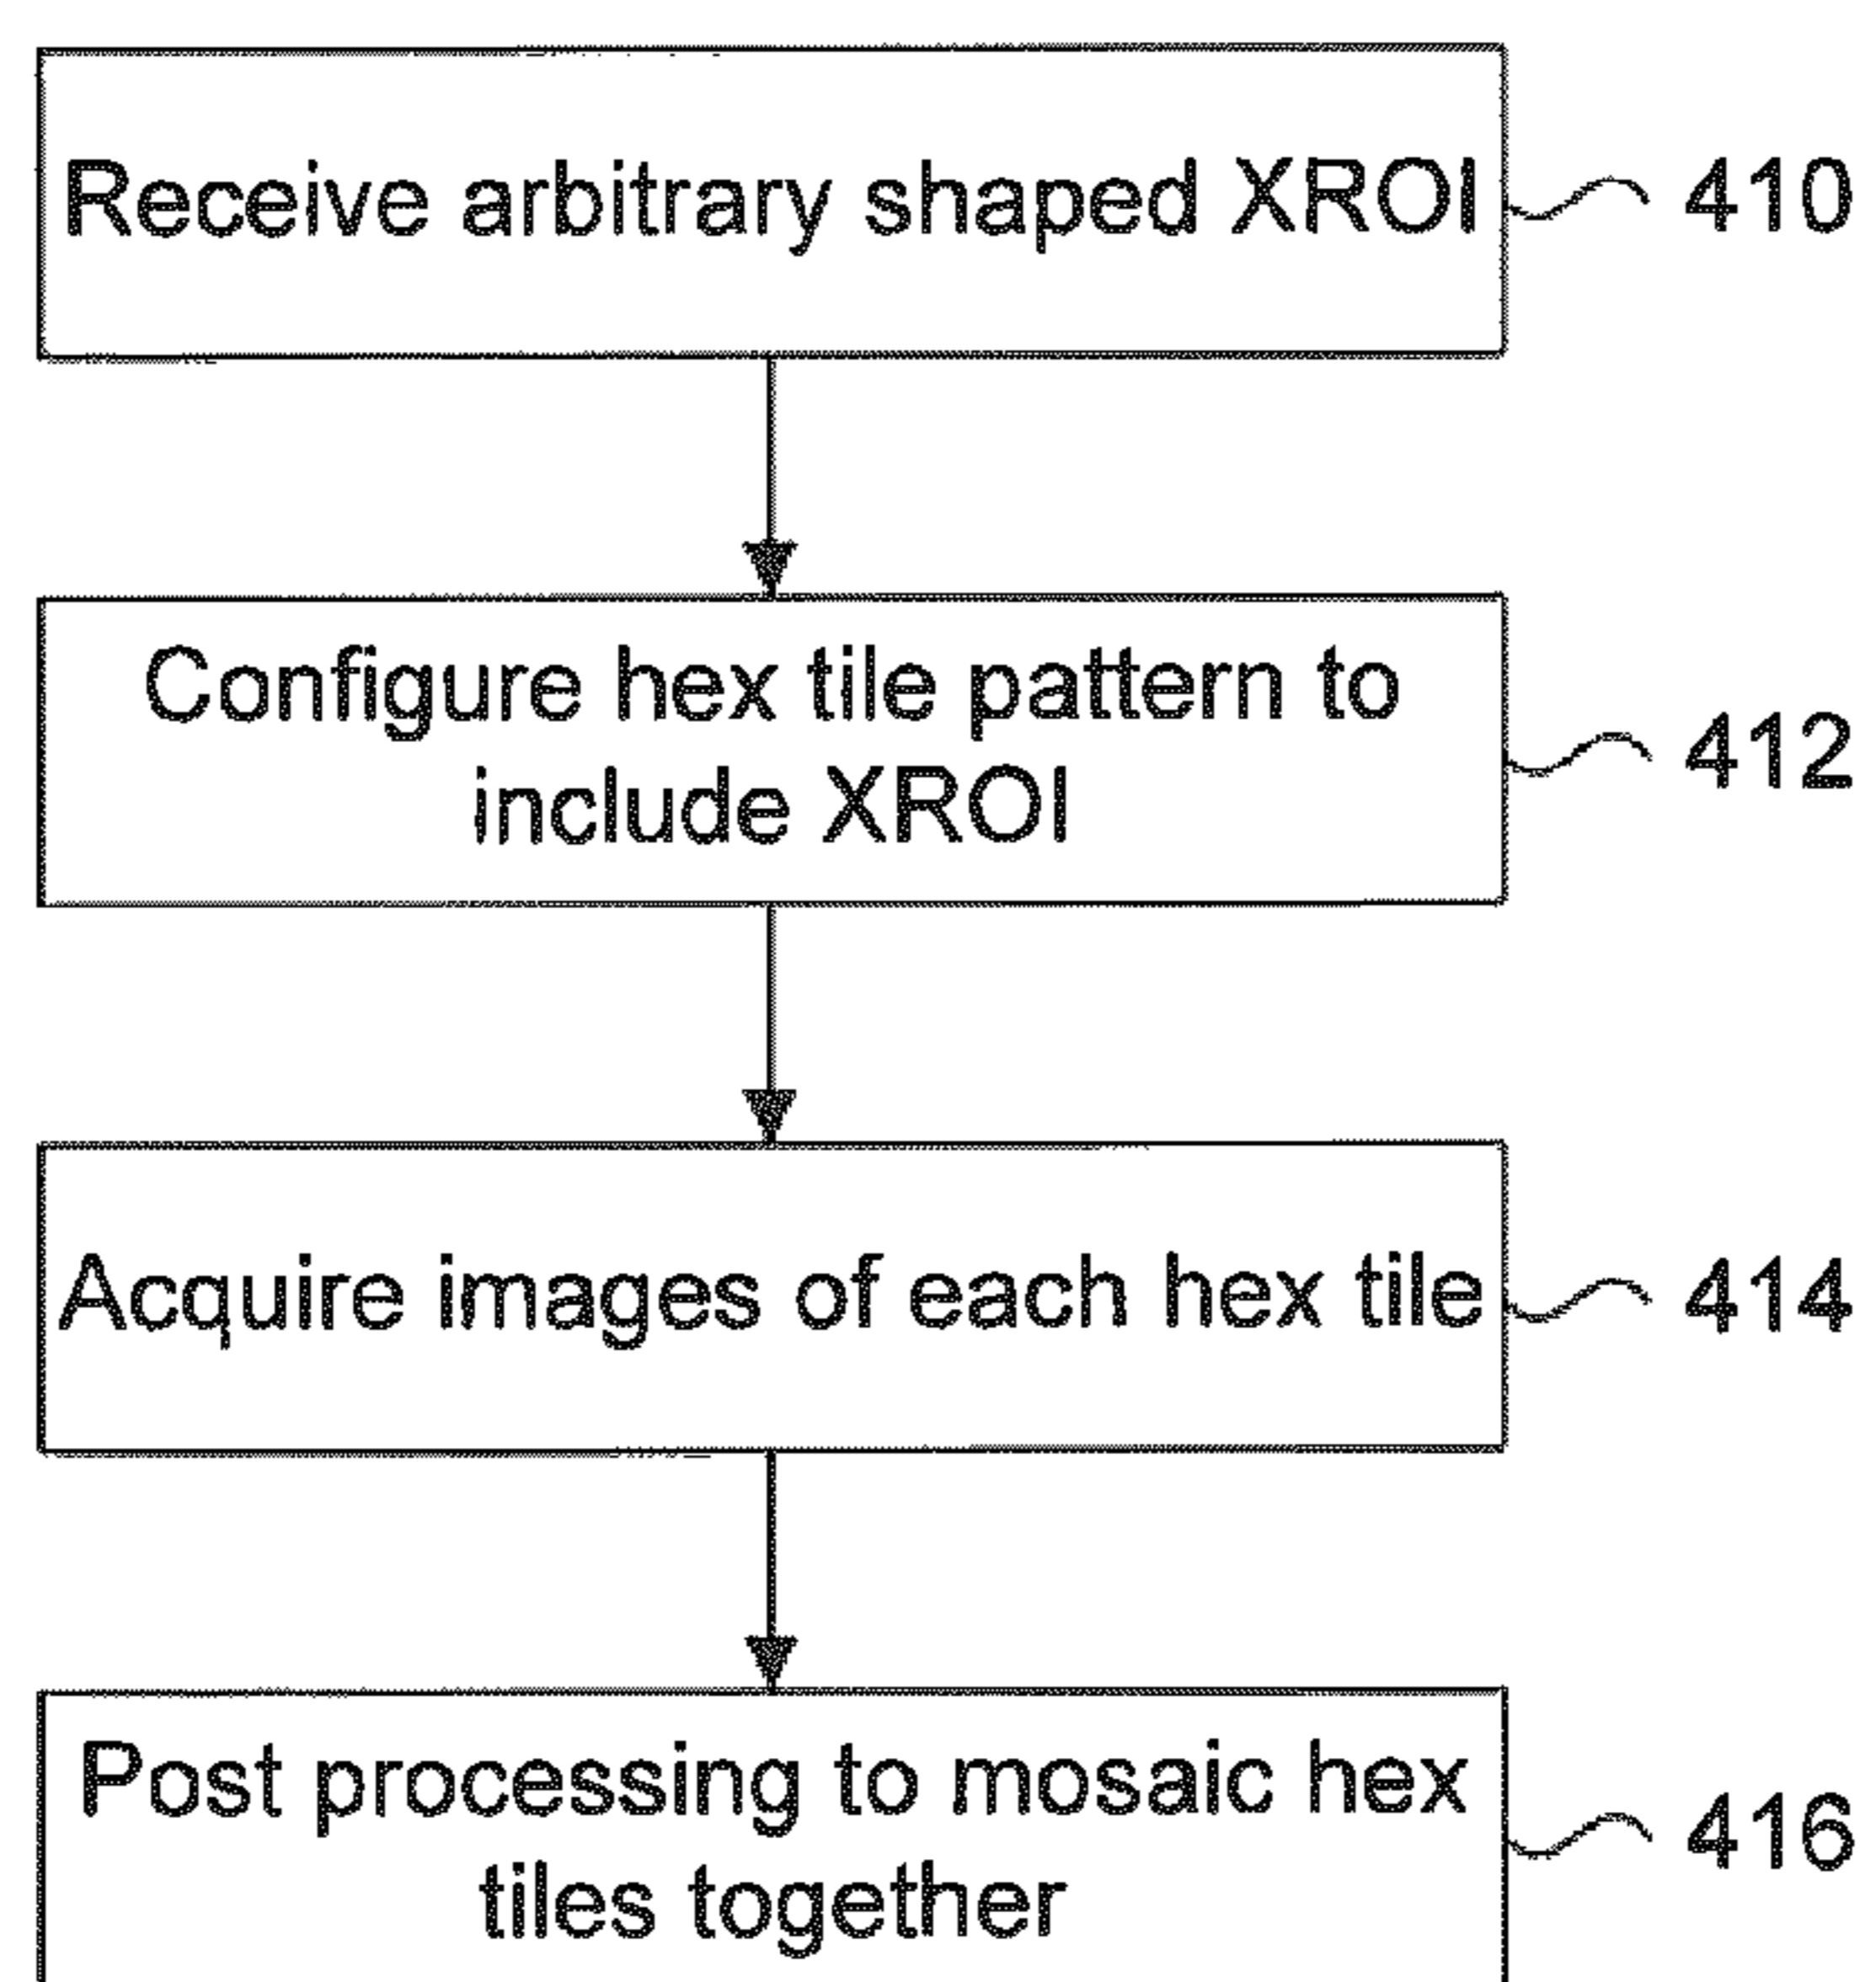 Receive arbitrary shaped XROI 410
Configure hex tile pattern to
include XROI
412
Acquire images of each hex tile 414
Post processing to mosaic hex
tiles together
416